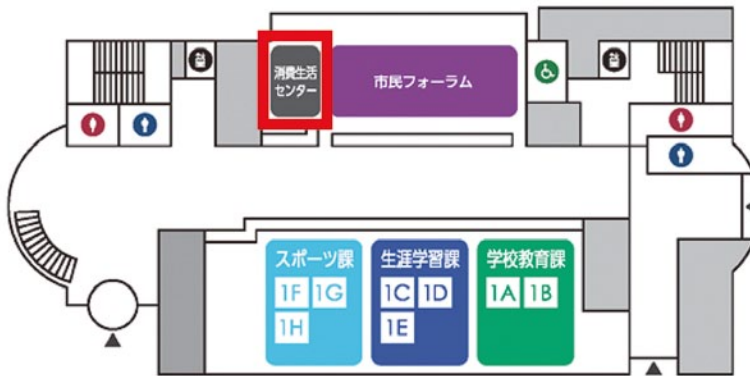 消費生活
センター
市民フォーラム
スポーツ課
1F 1G
1H
生涯学習課
1C 1D
1E
学校教育課
1A 1B